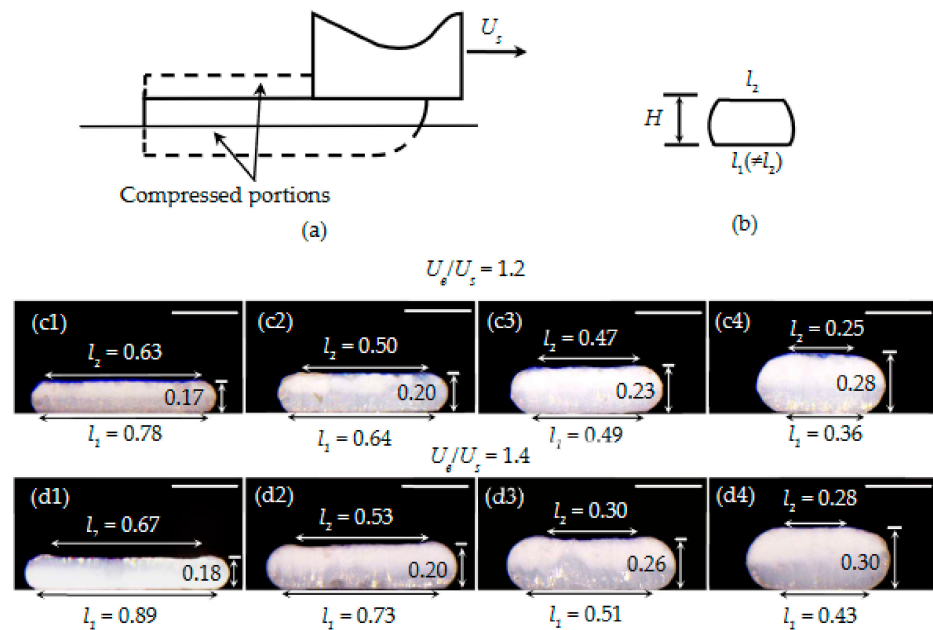 U_s
Compressed portions
(a)
l_2
H
l_1(≠l_2)
(b)
U_e/U_s = 1.2
(c1)
l_2 = 0.63
0.17
l_1 = 0.78
(c2)
l_2 = 0.50
0.20
l_1 = 0.64
(c3)
l_2 = 0.47
0.23
l_1 = 0.49
(c4)
l_2 = 0.25
0.28
l_1 = 0.36
U_e/U_s = 1.4
(d1)
l_2 = 0.67
0.18
l_1 = 0.89
(d2)
l_2 = 0.53
0.20
l_1 = 0.73
(d3)
l_2 = 0.30
0.26
l_1 = 0.51
(d4)
l_2 = 0.28
0.30
l_1 = 0.43